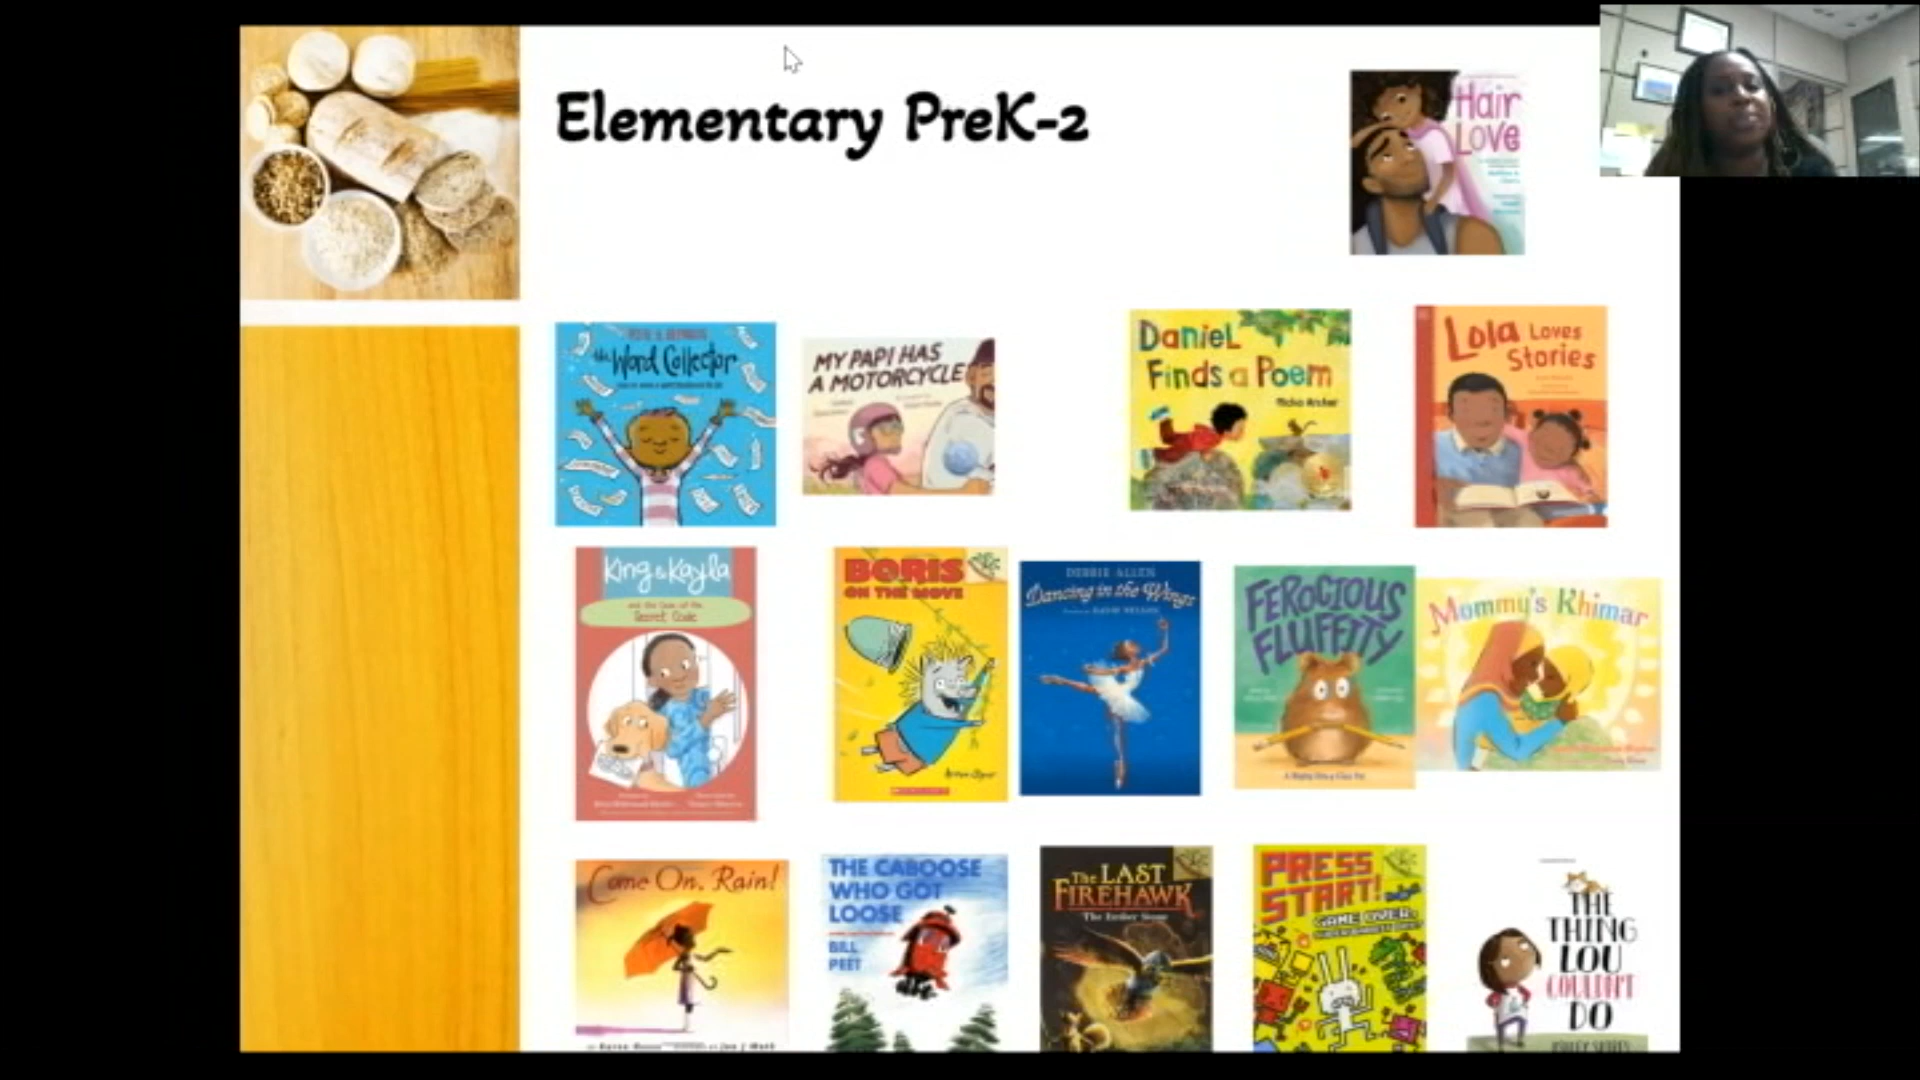 Elementary PreK-2
Hair
Love
the Word Collector
MY PAPI HAS
A MOTORCYCLE
Daniel
Finds a Poem
Micha Archer
Lola Loves
Stories
King & Kayla
and the Case of the
Secret Code
BORIS
ON THE MOVE
SCHOLASTIC
DEBBIE ALLEN
Dancing in the Wings
KADIR NELSON
FEROCIOUS
FLUFFITY
Mommy's Khimar
Come On, Rain!
THE CABOOSE
WHO GOT
LOOSE
BILL
PEET
The LAST
FIREHAWK
The Ember Stone
PRESS
START!
GAME OVER,
THE
THING
LOU
COULDN'T
DO